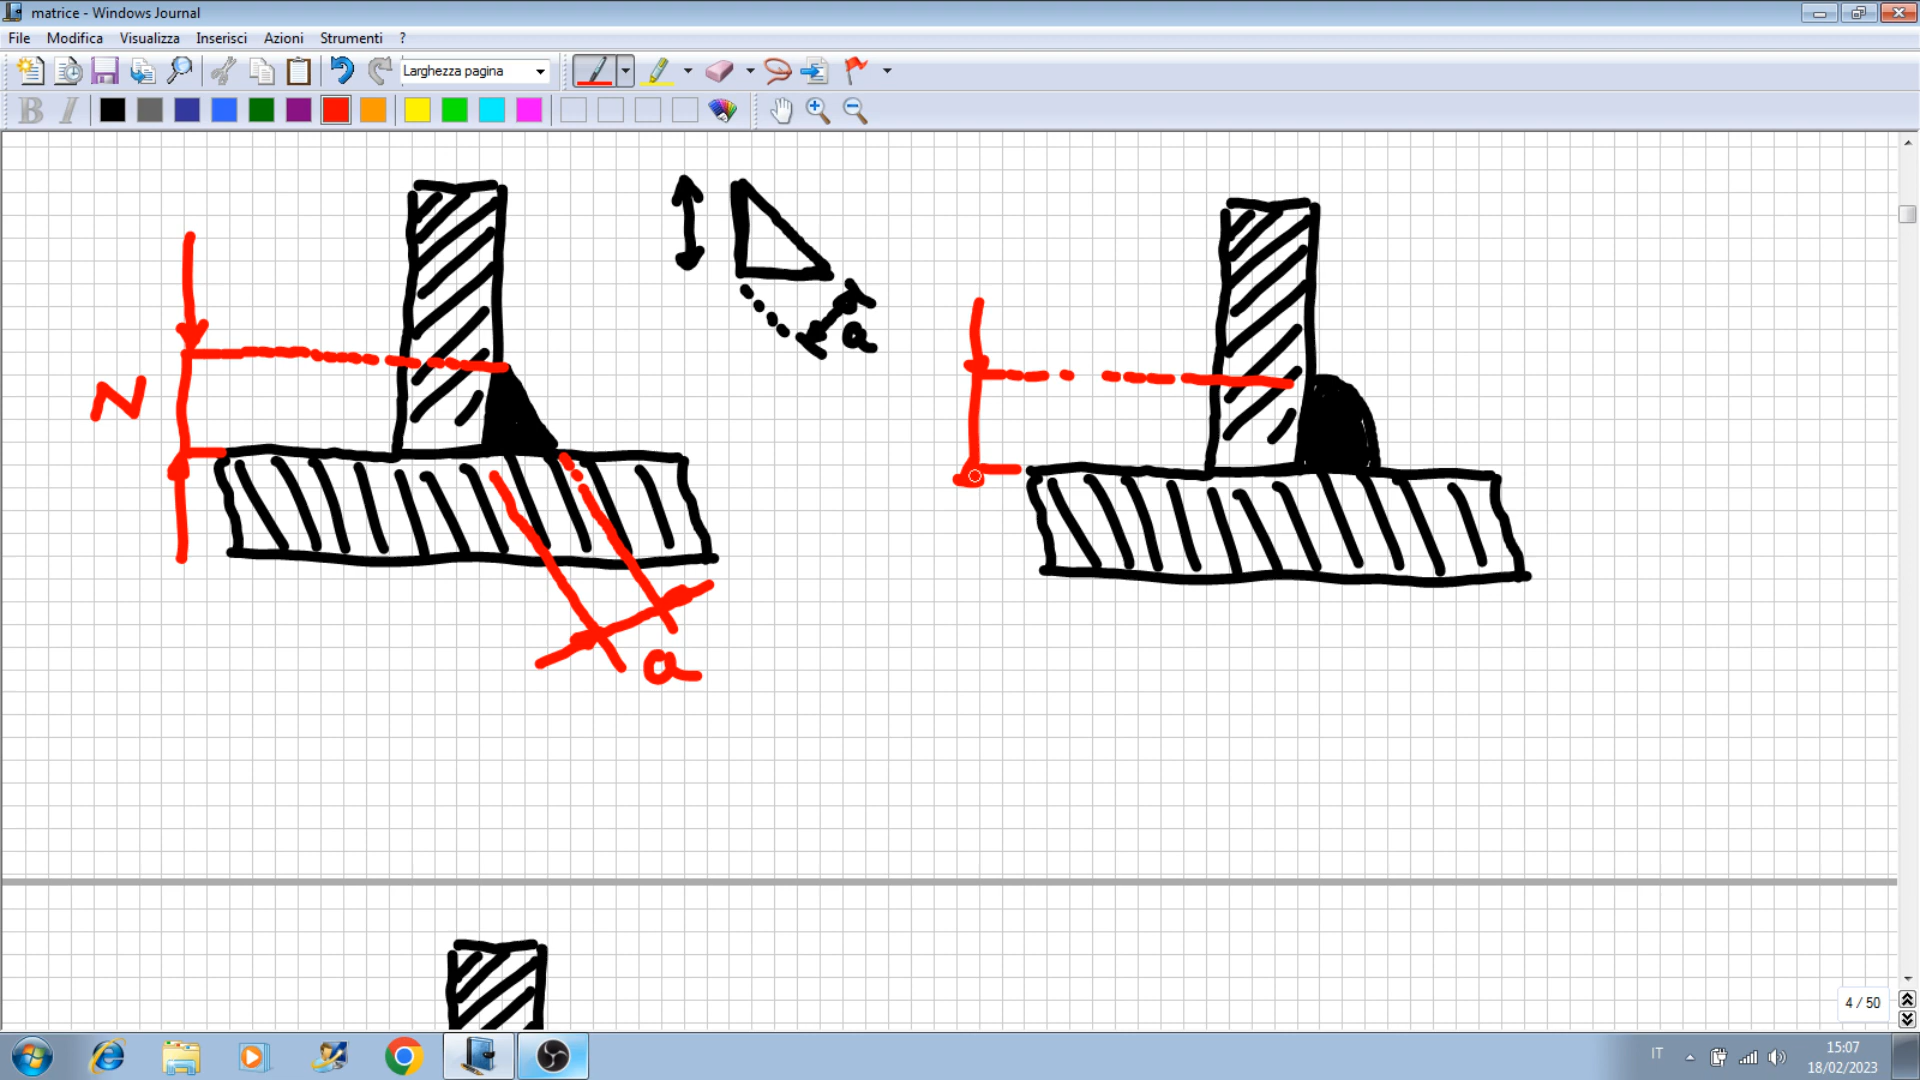 matrice - Windows Journal
File Modifica Visualizza Inserisci Azioni Strumenti ?
Larghezza pagina
B I
a
N
a
4 / 50
IT
15:07
18/02/2023